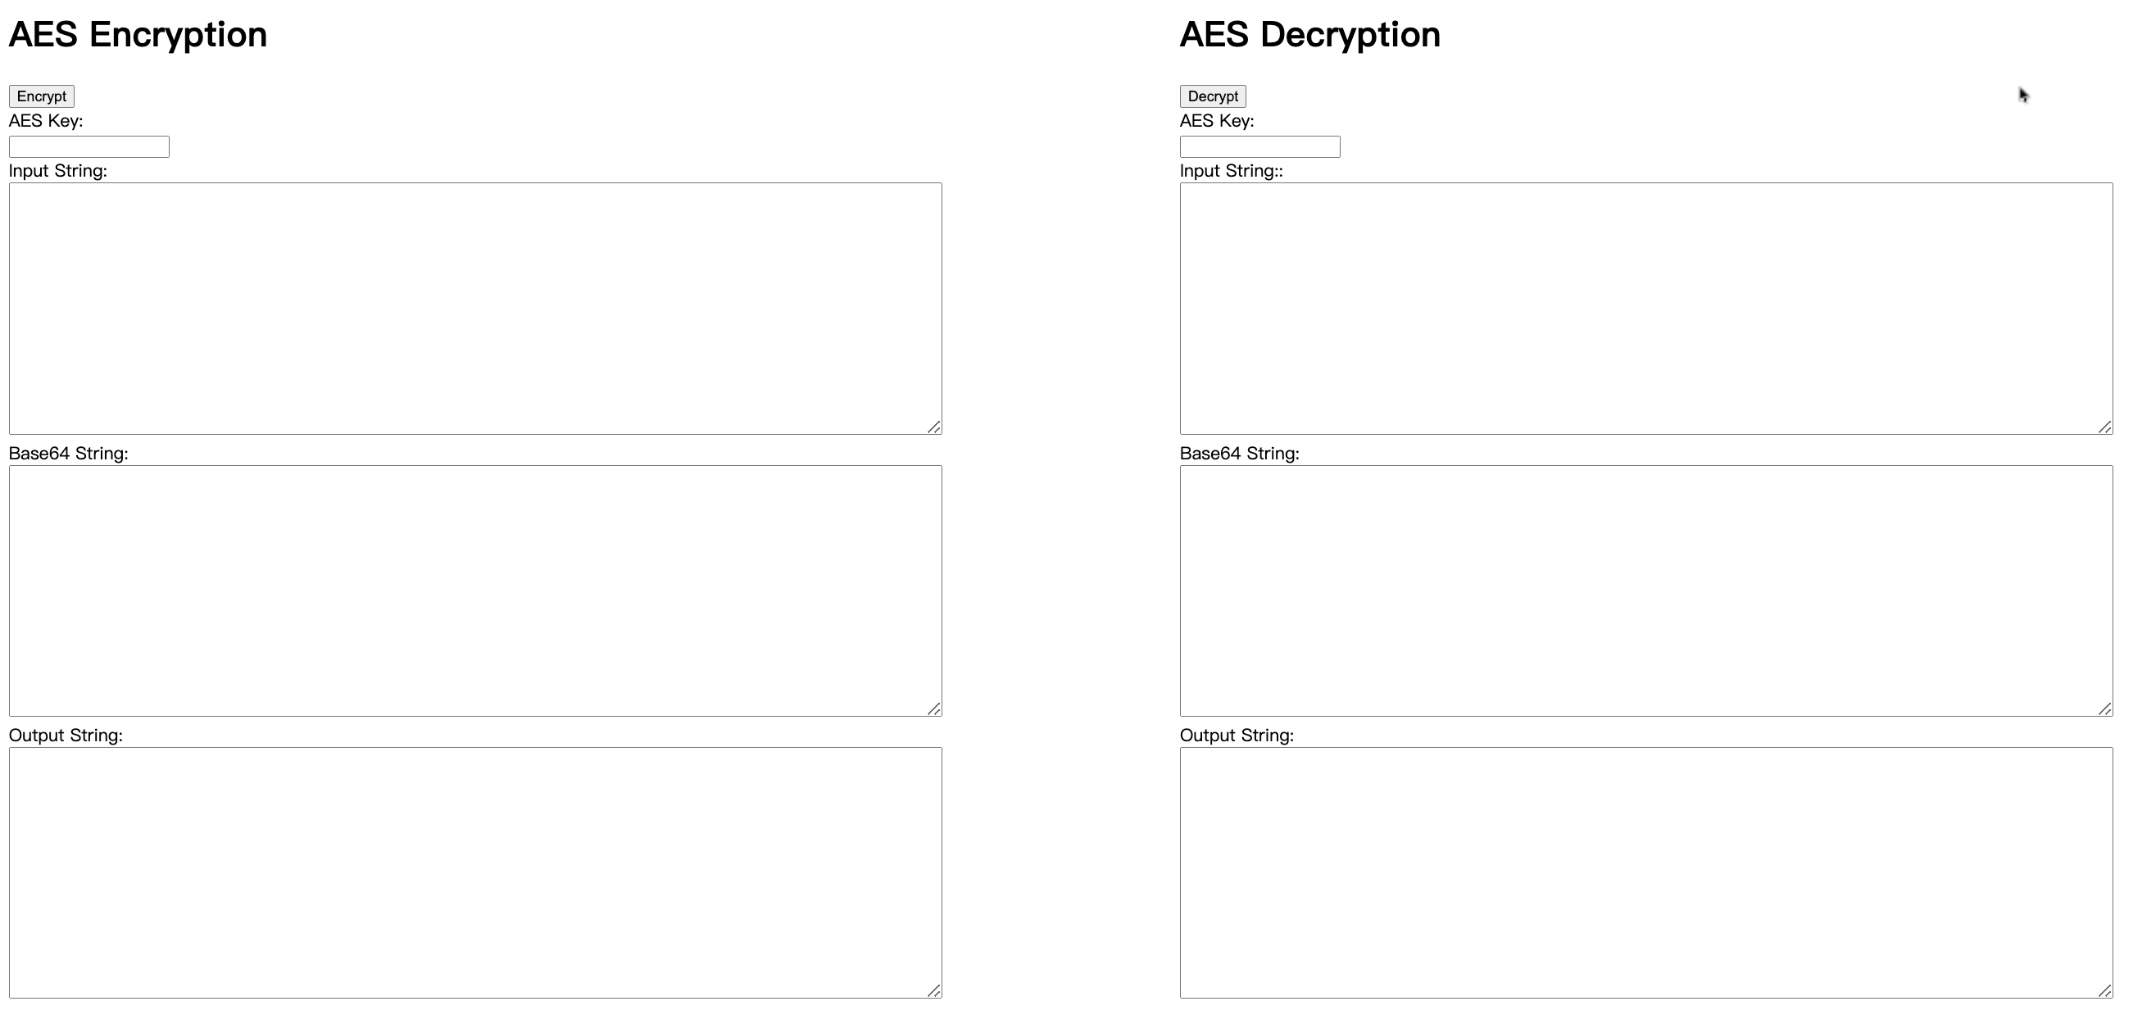 AES Encryption
Encrypt
AES Key:
Input String:
Base64 String:
Output String:
AES Decryption
Decrypt
AES Key:
Input String::
Base64 String:
Output String: